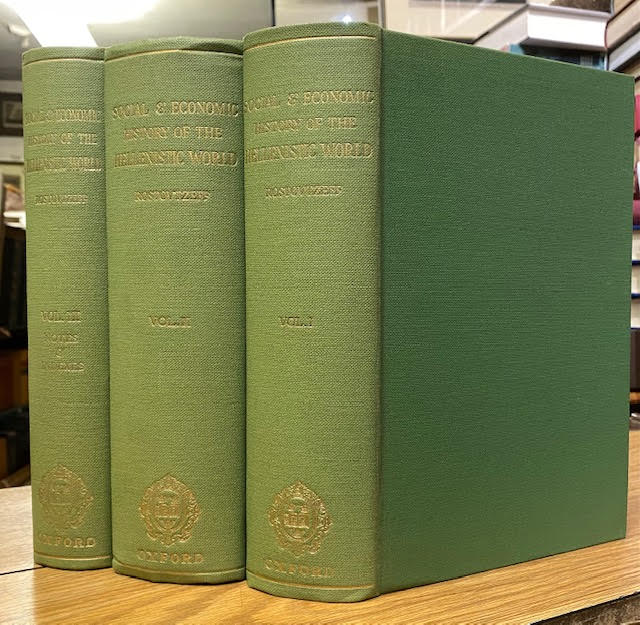 SOCIAL & ECONOMIC
HISTORY OF THE
HELLENISTIC WORLD
ROSTOVTZEFF
VOL. III
NOTES
&
INDEXES
OXFORD
SOCIAL & ECONOMIC
HISTORY OF THE
HELLENISTIC WORLD
ROSTOVTZEFF
VOL. II
OXFORD
SOCIAL & ECONOMIC
HISTORY OF THE
HELLENISTIC WORLD
ROSTOVTZEFF
VOL. I
OXFORD